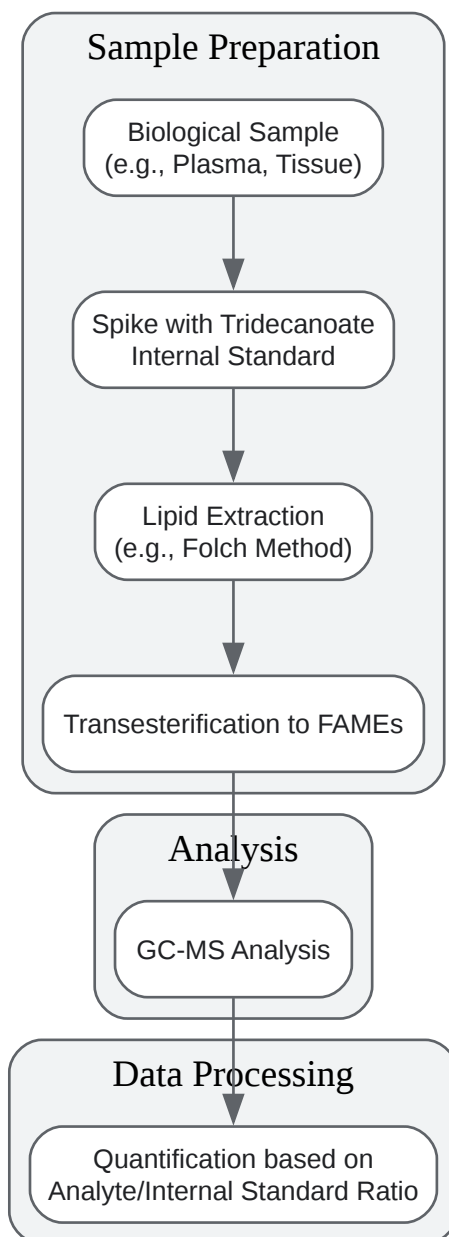 Sample Preparation
Biological Sample
(e.g., Plasma, Tissue)
Spike with Tridecanoate
Internal Standard
Lipid Extraction
(e.g., Folch Method)
Transesterification to FAMEs
Analysis
GC-MS Analysis
Data Processing
Quantification based on
Analyte/Internal Standard Ratio